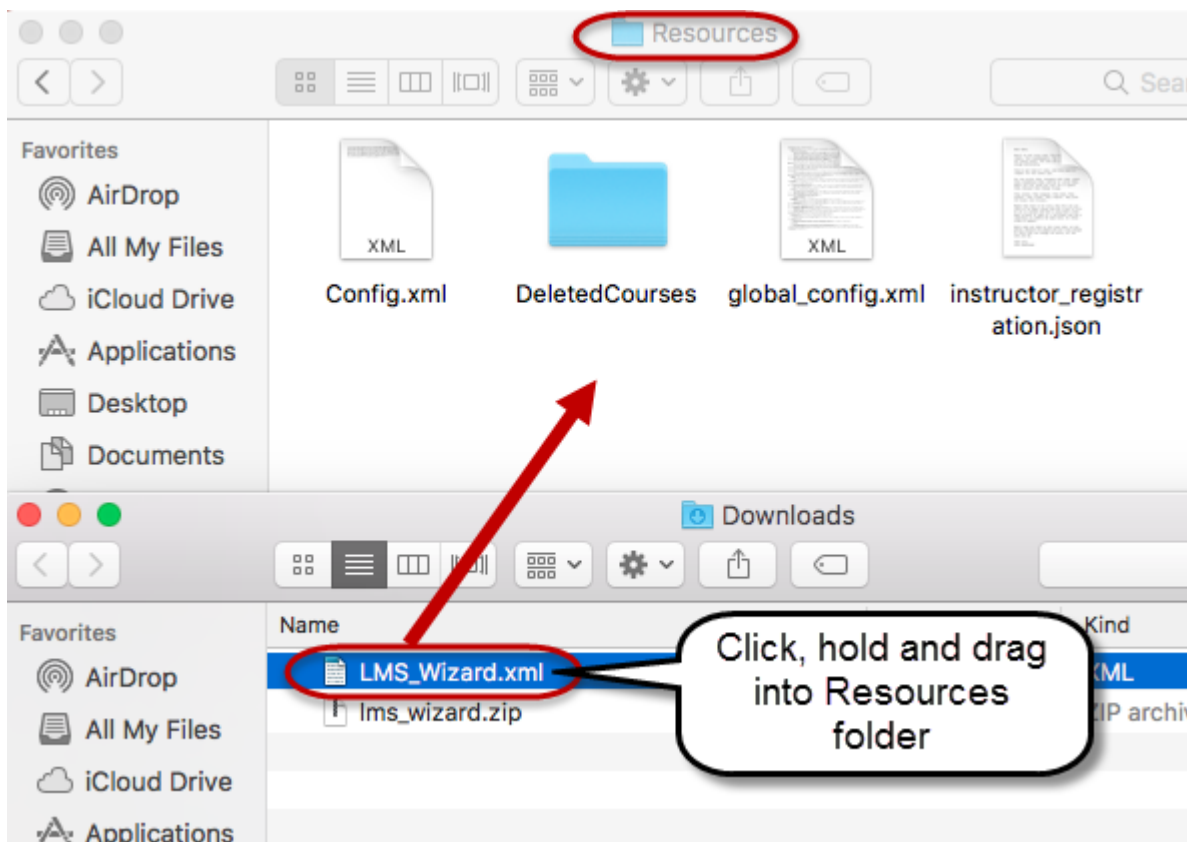 Resources
Sear
Favorites
AirDrop
All My Files
iCloud Drive
Applications
Desktop
Documents
XML
XML
Config.xml
DeletedCourses
global_config.xml
instructor_registr
ation.json
Downloads
Favorites
AirDrop
All My Files
iCloud Drive
Applications
Name
Kind
LMS_Wizard.xml
XML
lms_wizard.zip
ZIP archiv
Click, hold and drag
into Resources
folder